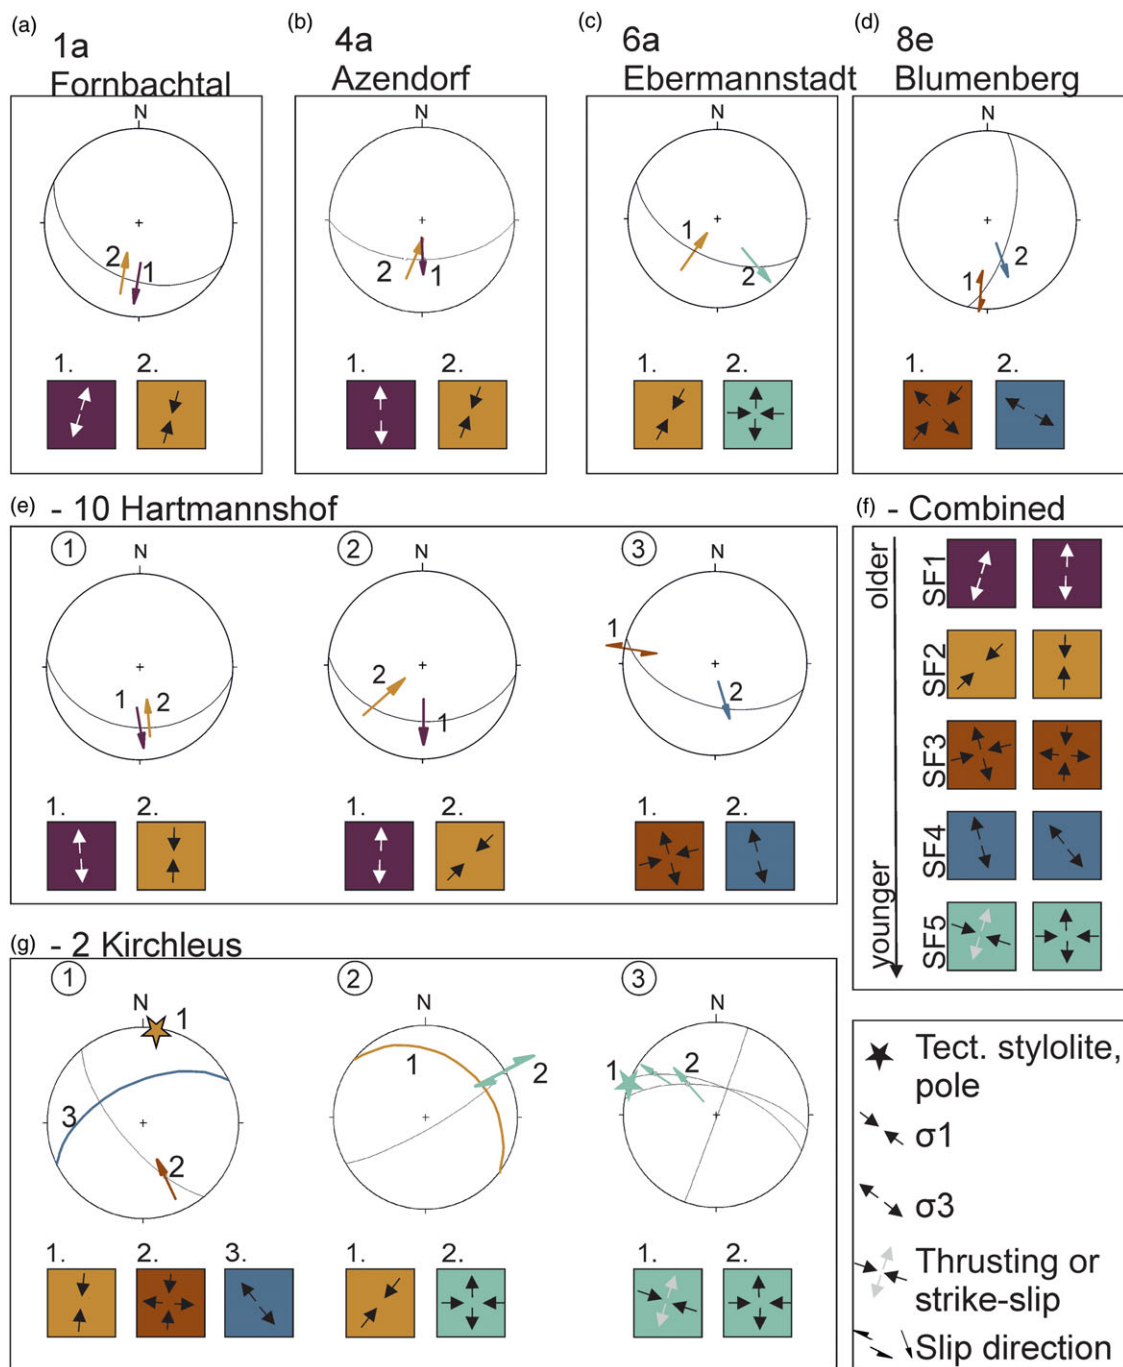 (a) 1a
Fornbachtal
N
2
1
1. 2.
(b) 4a
Azendorf
N
2
1
1. 2.
(c) 6a
Ebermannstadt
N
1
2
1. 2.
(d) 8e
Blumenberg
N
1
2
1. 2.
(e) - 10 Hartmannshof
1
N
1 2
1. 2.
2
N
2
1
1. 2.
3
N
1
2
1. 2.
(f) - Combined
older
SF1
SF2
SF3
SF4
SF5
younger
(g) - 2 Kirchleus
1
N
1
3
2
1. 2. 3.
2
N
1
2
1. 2.
3
N
1 2
1. 2.
Tect. stylolite,
pole
σ1
σ3
Thrusting or
strike-slip
Slip direction